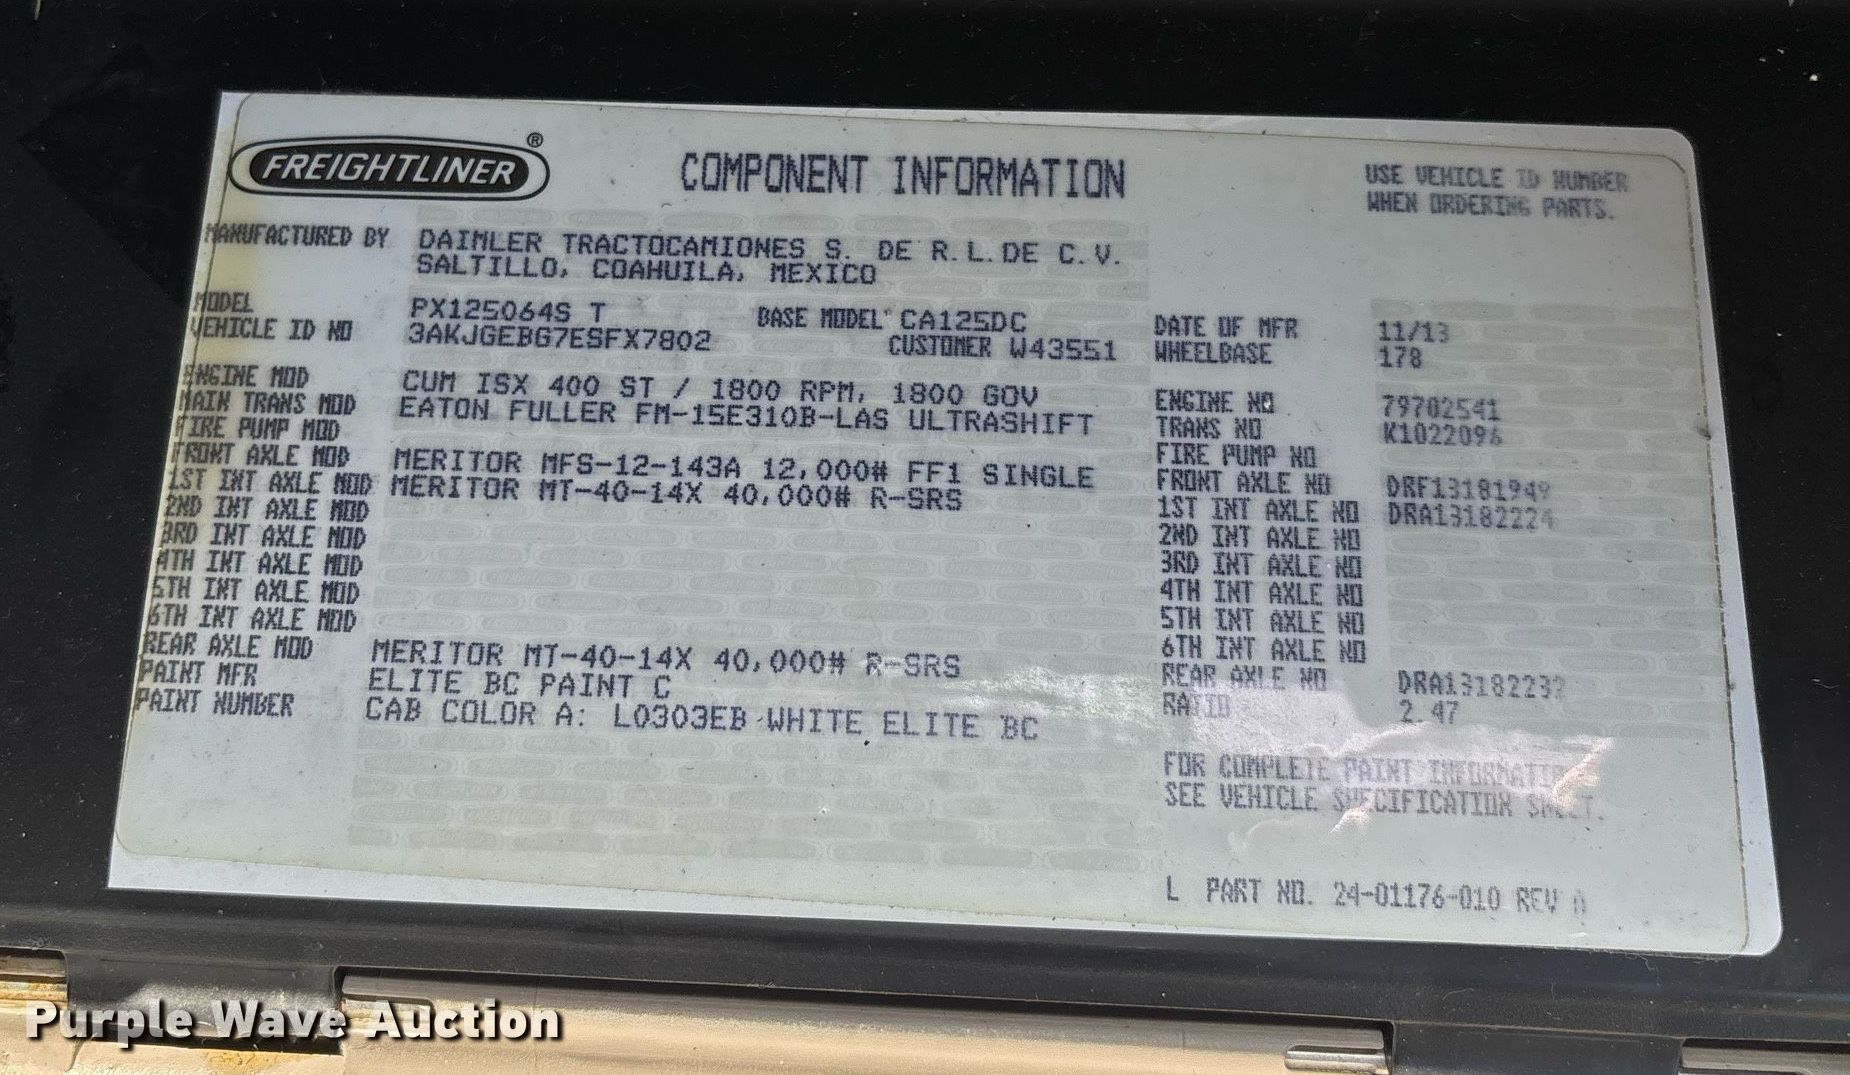 FREIGHTLINER ®
COMPONENT INFORMATION
USE VEHICLE ID NUMBER
WHEN ORDERING PARTS.
MANUFACTURED BY DAIMLER TRACTOCAMIONES S. DE R.L.DE C.V.
SALTILLO, COAHUILA, MEXICO
MODEL PX125064S T BASE MODEL CA125DC DATE OF MFR 11/13
VEHICLE ID NO 3AKJGEBG7ESFX7802 CUSTOMER W43551 WHEELBASE 178
ENGINE MOD CUM ISX 400 ST / 1800 RPM, 1800 GOV ENGINE NO 79702541
MAIN TRANS MOD EATON FULLER FM-15E310B-LAS ULTRASHIFT TRANS NO K1022096
FIRE PUMP MOD FIRE PUMP NO
FRONT AXLE MOD MERITOR MFS-12-143A 12,000# FF1 SINGLE FRONT AXLE NO DRF13181949
1ST INT AXLE MOD MERITOR MT-40-14X 40,000# R-SRS 1ST INT AXLE NO DRA13182224
2ND INT AXLE MOD 2ND INT AXLE NO
3RD INT AXLE MOD 3RD INT AXLE NO
4TH INT AXLE MOD 4TH INT AXLE NO
5TH INT AXLE MOD 5TH INT AXLE NO
6TH INT AXLE MOD 6TH INT AXLE NO
REAR AXLE MOD MERITOR MT-40-14X 40,000# R-SRS REAR AXLE NO DRA13182232
PAINT MFR ELITE BC PAINT C RATIO 2.47
PAINT NUMBER CAB COLOR A: L0303EB WHITE ELITE BC
FOR COMPLETE PAINT INFORMATION
SEE VEHICLE SPECIFICATION SHEET.
L PART NO. 24-01176-010 REV A
Purple Wave Auction